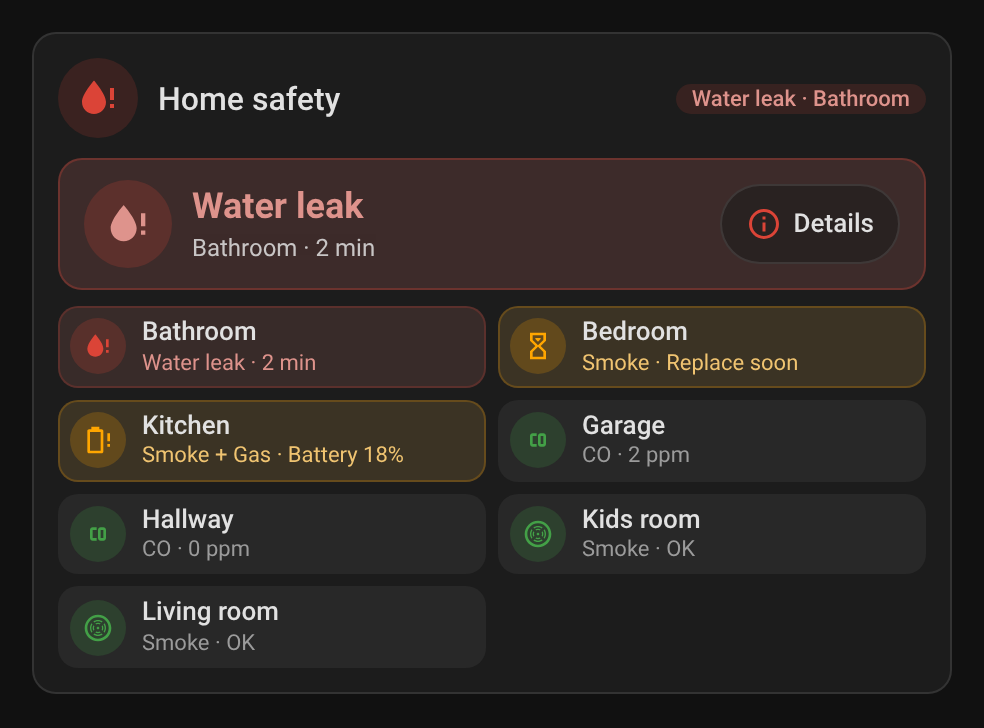 Home safety
Water leak · Bathroom
Water leak
Bathroom · 2 min
Details
Bathroom
Water leak · 2 min
Bedroom
Smoke · Replace soon
Kitchen
Smoke + Gas · Battery 18%
Garage
CO
CO · 2 ppm
Hallway
CO
CO · 0 ppm
Kids room
Smoke · OK
Living room
Smoke · OK